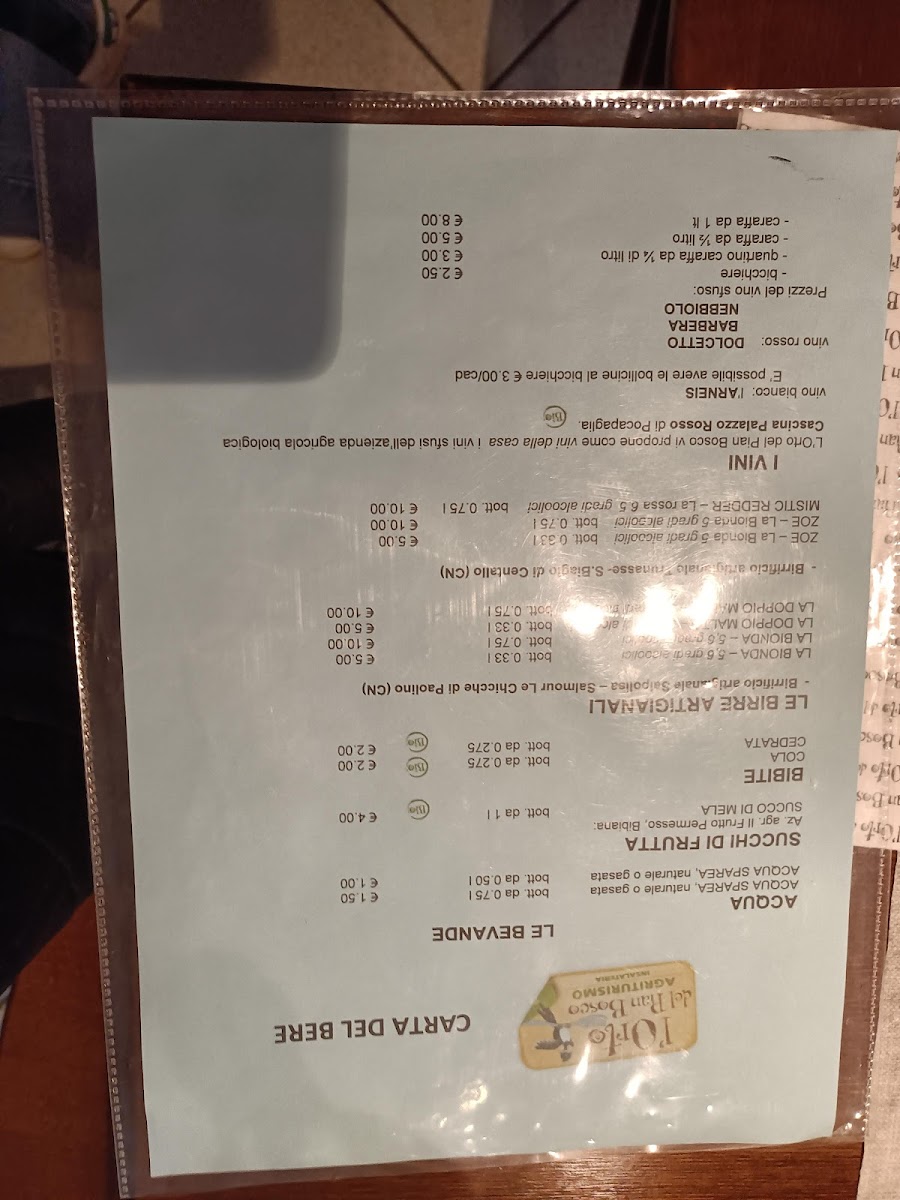 l'Orto
del Pian Bosco
AGRITURISMO
INSALATERIA
CARTA DEL BERE
LE BEVANDE
ACQUA
ACQUA SPAREA, naturale o gasata bott. da 0.75 l € 1.50
ACQUA SPAREA, naturale o gasata bott. da 0.50 l € 1.00
SUCCHI DI FRUTTA
Az. agr. Il Frutto Permesso, Bibiana:
SUCCO DI MELA bott. da 1 l Bio € 4.00
BIBITE
COLA bott. da 0.275 Bio € 2.00
CEDRATA bott. da 0.275 Bio € 2.00
LE BIRRE ARTIGIANALI
- Birrificio artigianale Salpolisa – Salmour Le Chicche di Paolino (CN)
LA BIONDA – 5,6 gradi alcolici bott. 0.33 l € 5.00
LA BIONDA – 5,6 bott. 0.75 l € 10.00
LA DOPPIO bott. 0.33 l € 5.00
LA DOPPIO bott. 0.75 l € 10.00
- Birrificio artigianale Trunasse- S.Biagio di Centallo (CN)
ZOE – La Bionda 5 gradi alcolici bott. 0.33 l € 5.00
ZOE – La Bionda 5 gradi alcolici bott. 0.75 l € 10.00
MISTIC REDDER – La rossa 6.5 gradi alcoolici bott. 0.75 l € 10.00
I VINI
L'Orto del Pian Bosco vi propone come vini della casa i vini sfusi dell'azienda agricola biologica
Cascina Palazzo Rosso di Pocapaglia. Bio
vino bianco: l'ARNEIS
E' possibile avere le bollicine al bicchiere € 3.00/cad
vino rosso: DOLCETTO
BARBERA
NEBBIOLO
Prezzi del vino sfuso:
- bicchiere € 2.50
- quartino caraffa da ¼ di litro € 3.00
- caraffa da ½ litro € 5.00
- caraffa da 1 lt € 8.00